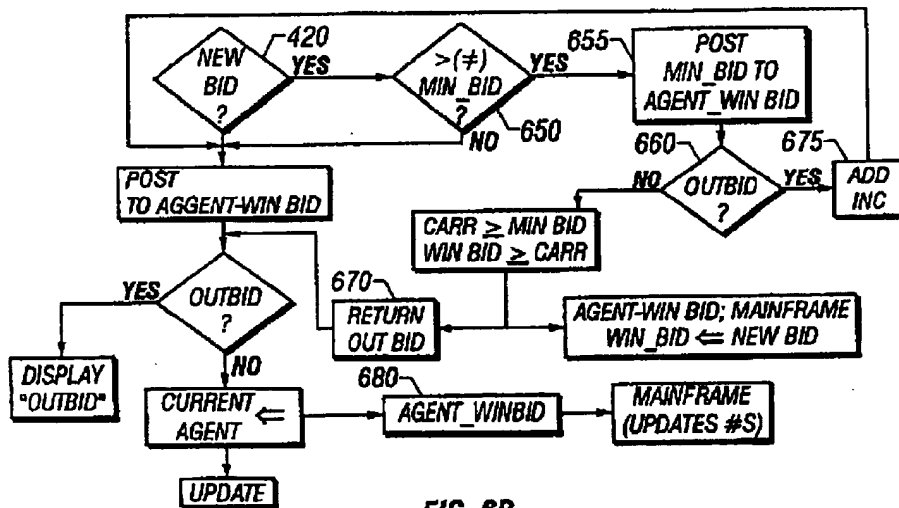 420
NEW
BID
?
YES
>(≠)
MIN_BID
?
650
YES
NO
655
POST
MIN_BID TO
AGENT_WIN BID
660
OUTBID
?
NO
YES
675
ADD
INC
POST
TO AGGENT-WIN BID
CARR ≥ MIN BID
WIN BID ≥ CARR
YES
OUTBID
?
NO
670
RETURN
OUT BID
AGENT-WIN BID; MAINFRAME
WIN_BID ⇐ NEW BID
DISPLAY
"OUTBID"
CURRENT
AGENT ⇐
680
AGENT_WINBID
MAINFRAME
(UPDATES #S)
UPDATE